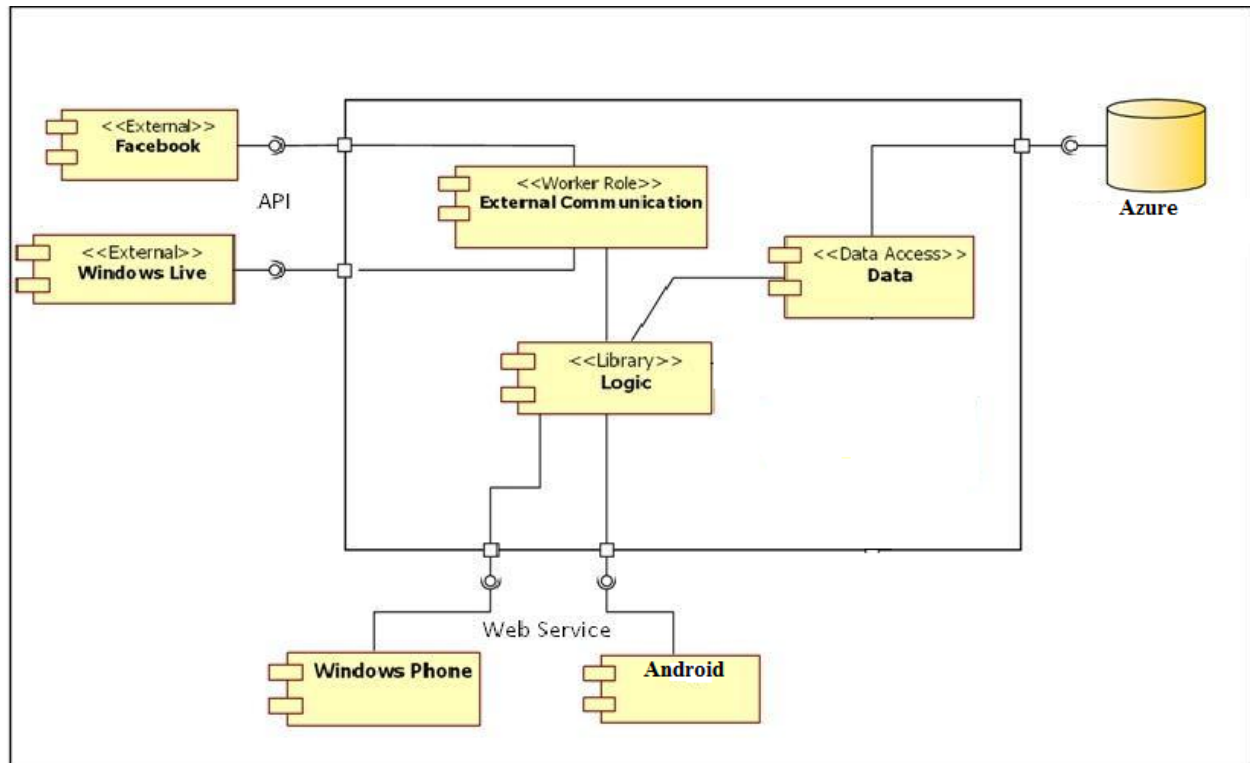 <<External>>
Facebook
API
<<External>>
Windows Live
<<Worker Role>>
External Communication
<<Data Access>>
Data
Azure
<<Library>>
Logic
Web Service
Windows Phone
Android